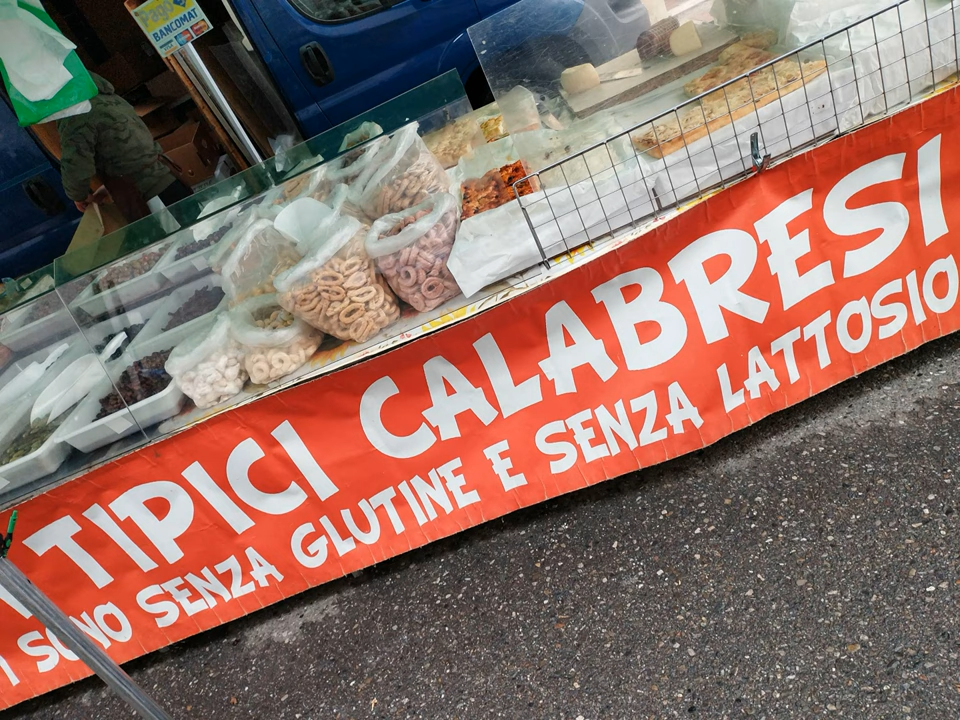 BANCOMAT
TIPICI CALABRESI
SONO SENZA GLUTINE E SENZA LATTOSIO